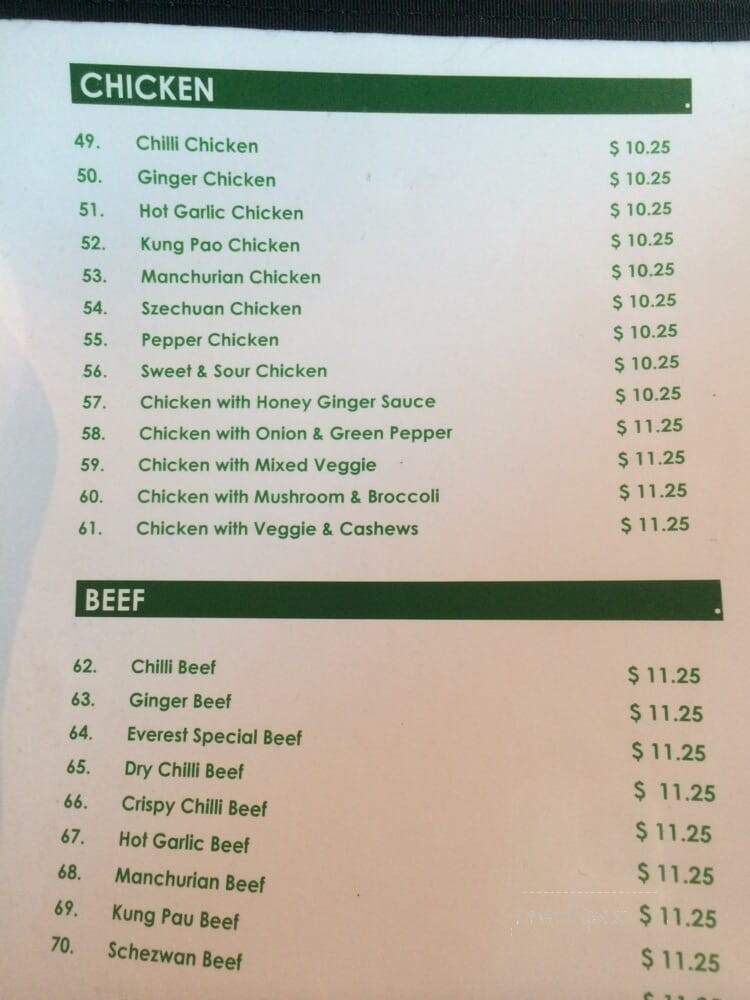 CHICKEN
49. Chilli Chicken $ 10.25
50. Ginger Chicken $ 10.25
51. Hot Garlic Chicken $ 10.25
52. Kung Pao Chicken $ 10.25
53. Manchurian Chicken $ 10.25
54. Szechuan Chicken $ 10.25
55. Pepper Chicken $ 10.25
56. Sweet & Sour Chicken $ 10.25
57. Chicken with Honey Ginger Sauce $ 10.25
58. Chicken with Onion & Green Pepper $ 11.25
59. Chicken with Mixed Veggie $ 11.25
60. Chicken with Mushroom & Broccoli $ 11.25
61. Chicken with Veggie & Cashews $ 11.25
BEEF
62. Chilli Beef $ 11.25
63. Ginger Beef $ 11.25
64. Everest Special Beef $ 11.25
65. Dry Chilli Beef $ 11.25
66. Crispy Chilli Beef $ 11.25
67. Hot Garlic Beef $ 11.25
68. Manchurian Beef $ 11.25
69. Kung Pau Beef $ 11.25
70. Schezwan Beef